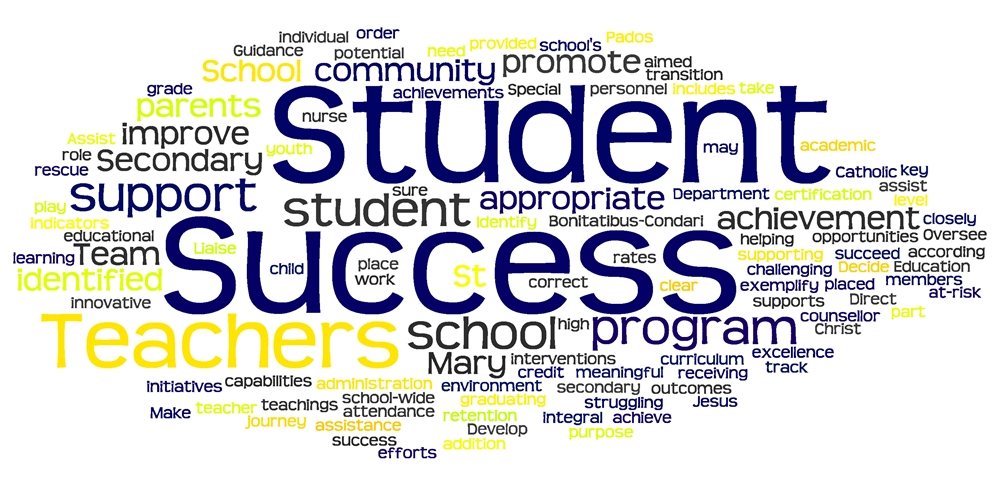 individual order
Guidance potential need provided school's Pados
School community promote aimed
transition
grade achievements Special personnel includes take
parents Student
nurse
Assist improve youth may academic
role Secondary
rescue Catholic key
sure assist
play support student appropriate Department certification level
indicators identify Bonitatibus-Condari achievement closely
educational Success helping opportunities Oversee
Team Liaise supporting succeed according
learning child place St rates challenging Decide Education
identified work correct clear exemplify placed members
innovative supports Direct at-risk
Teachers school high program counsellor part
Christ
Mary interventions curriculum excellence
credit meaningful receiving track
initiatives capabilities administration environment secondary outcomes
school-wide graduating struggling Jesus
Make teacher teachings attendance
journey assistance retention integral achieve
Develop purpose
success addition
efforts